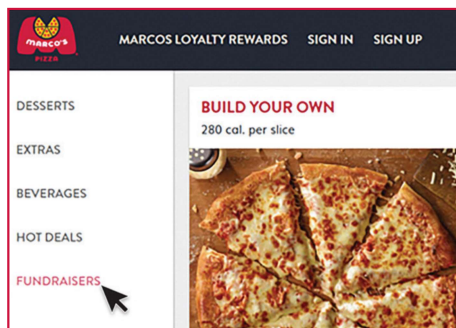 MARCO'S
PIZZA
MARCOS LOYALTY REWARDS SIGN IN SIGN UP
DESSERTS
EXTRAS
BEVERAGES
HOT DEALS
FUNDRAISERS
BUILD YOUR OWN
280 cal. per slice